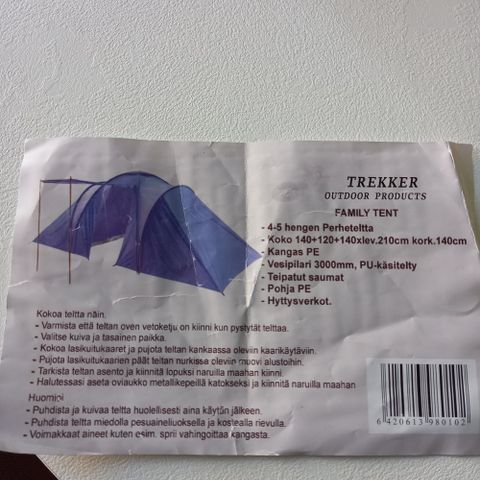 TREKKER
OUTDOOR PRODUCTS
FAMILY TENT
- 4-5 hengen Perheteltta
- Koko 140+120+140xlev.210cm kork.140cm
- Kangas PE
- Vesipilari 3000mm, PU-käsitelty
- Teipatut saumat
- Pohja PE
- Hyttysverkot.
Kokoa teltta näin.
- Varmista että teltan oven vetoketju on kiinni kun pystytät telttaa.
- Valitse kuiva ja tasainen paikka.
- Kokoa lasikuitukaaret ja pujota teltan kankaassa oleviin kaarikäytäviin.
- Pujota lasikuitukaarien päät teltan nurkissa oleviin muovi alustoihin.
- Tarkista teltan asento ja kiinnitä lopuksi naruilla maahan kiinni.
- Halutessasi aseta oviaukko metallikepeillä katokseksi ja kiinnitä naruilla maahan
Huomioi
- Puhdista ja kuivaa teltta huolellisesti aina käytön jälkeen.
- Puhdista teltta miedolla pesuaineliuoksella ja kostealla rievulla.
- Voimakkaat aineet kuten esim. sprii vahingoittaa kangasta.
6 420613 980102